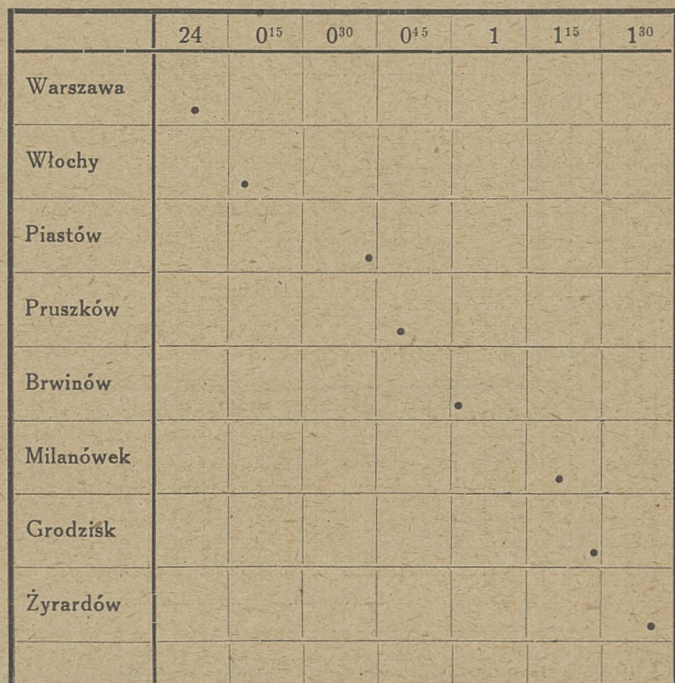 24 0¹⁵ 0³⁰ 0⁴⁵ 1 1¹⁵ 1³⁰
Warszawa
Włochy
Piastów
Pruszków
Brwinów
Milanówek
Grodzisk
Żyrardów